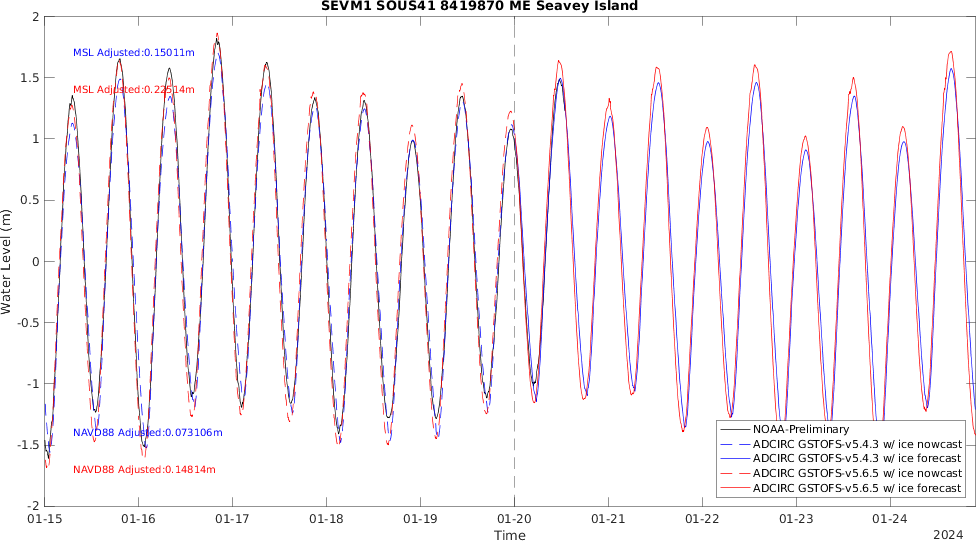 SEVM1 SOUS41 8419870 ME Seavey Island
2
1.5
1
0.5
0
-0.5
-1
-1.5
-2
Water Level (m)
MSL Adjusted:0.15011m
MSL Adjusted:0.22514m
NAVD88 Adjusted:0.073106m
NAVD88 Adjusted:0.14814m
NOAA-Preliminary
ADCIRC GSTOFS-v5.4.3 w/ ice nowcast
ADCIRC GSTOFS-v5.4.3 w/ ice forecast
ADCIRC GSTOFS-v5.6.5 w/ ice nowcast
ADCIRC GSTOFS-v5.6.5 w/ ice forecast
01-15 01-16 01-17 01-18 01-19 01-20 01-21 01-22 01-23 01-24
Time
2024